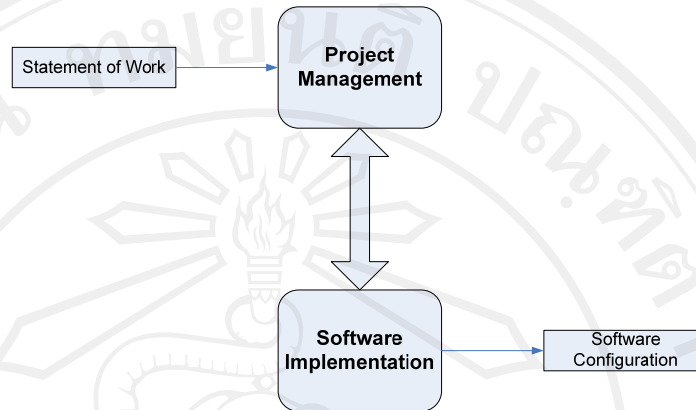 Project
Management
Statement of Work
Software
Implementation
Software
Configuration